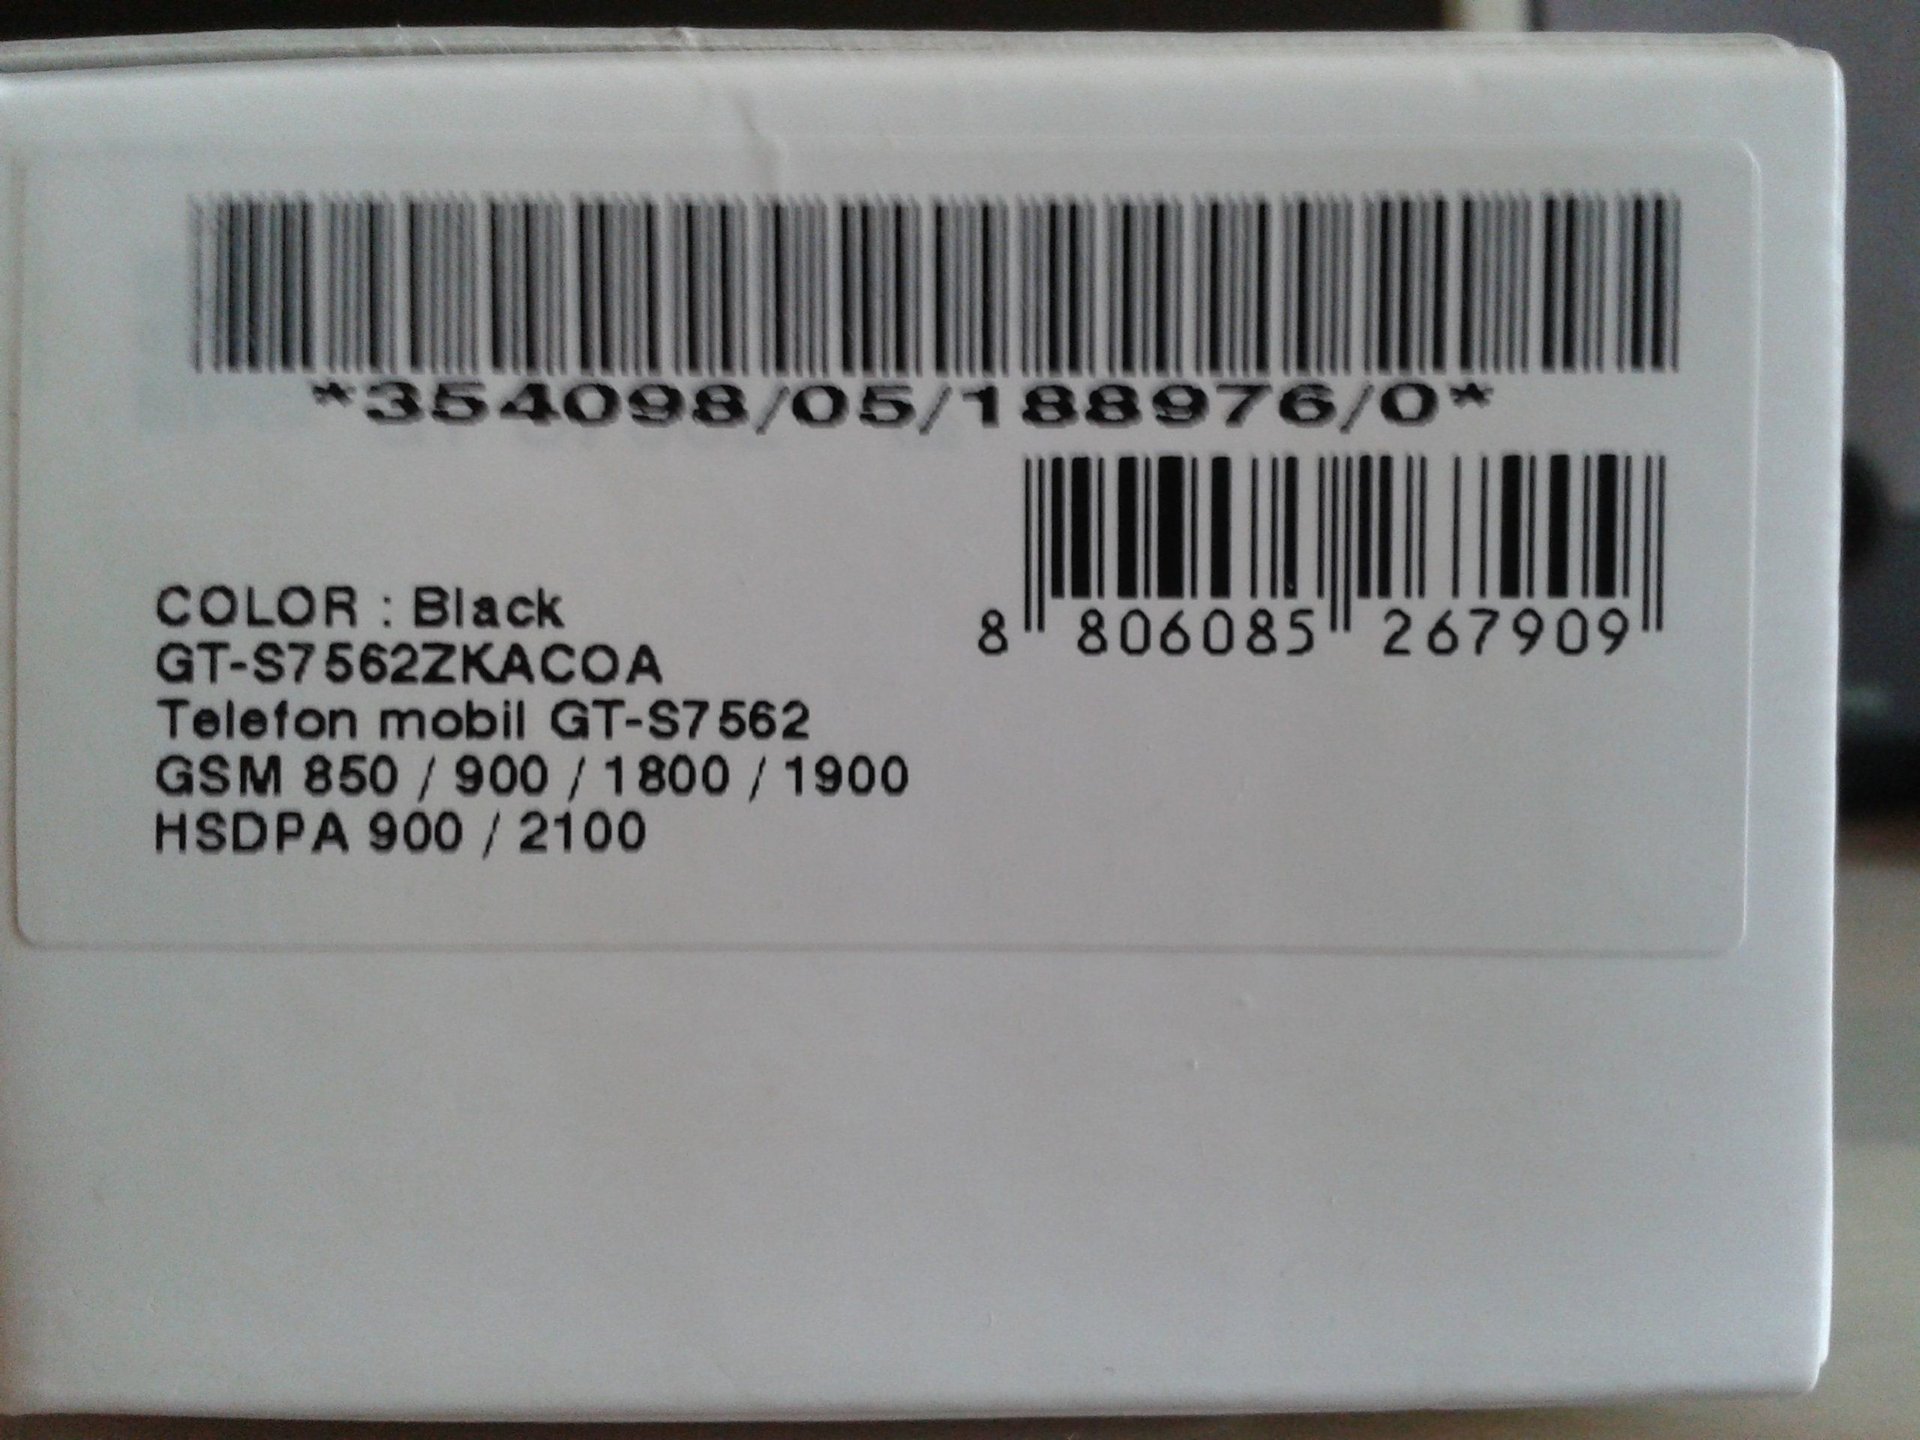 *354098/05/188976/0*
8 806085 267909
COLOR : Black
GT-S7562ZKACOA
Telefon mobil GT-S7562
GSM 850 / 900 / 1800 / 1900
HSDPA 900 / 2100